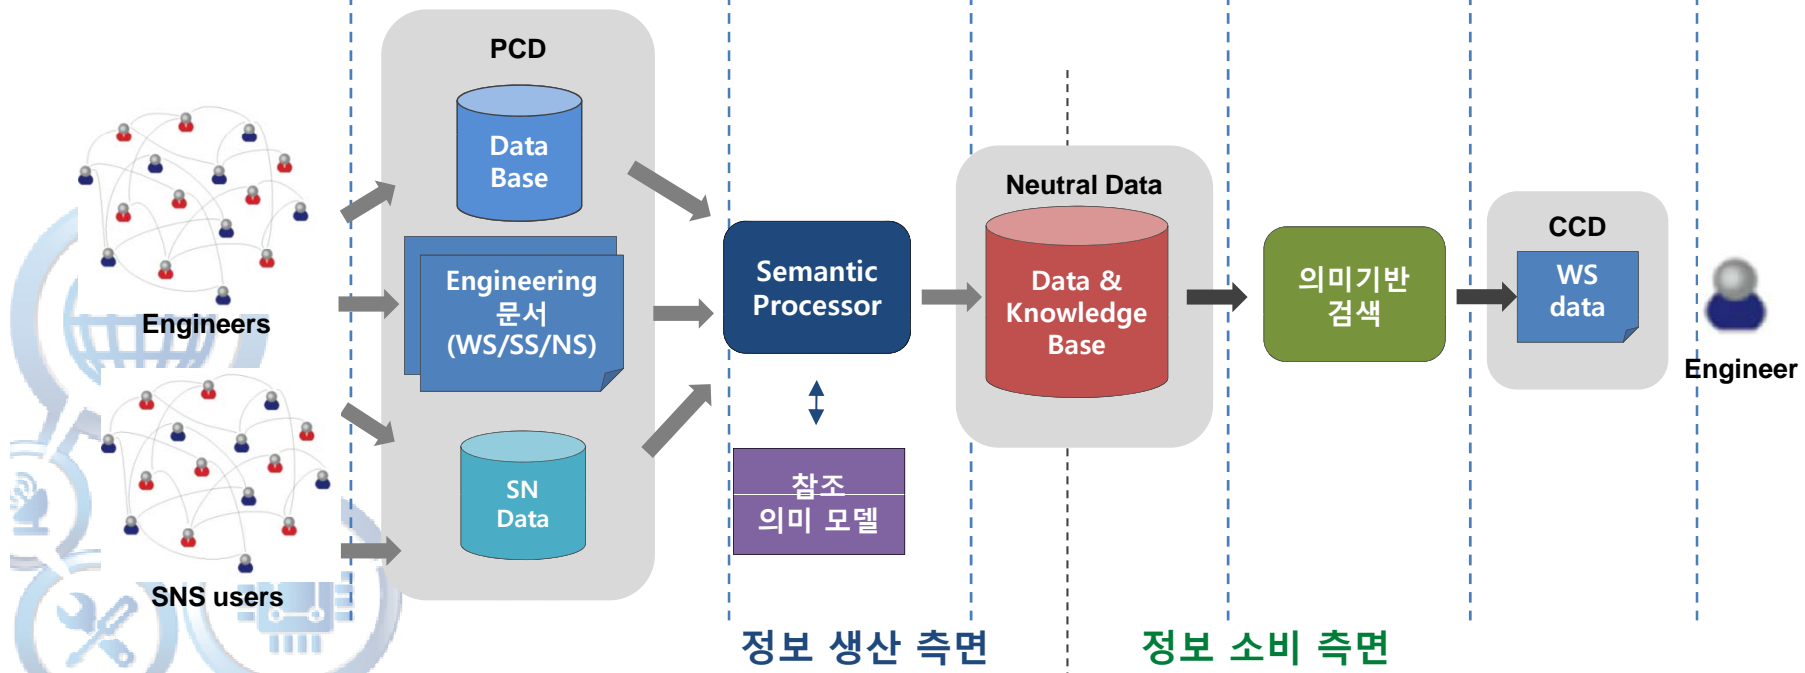 PCD
Data
Base
Engineering
문서
(WS/SS/NS)
SN
Data
Engineers
SNS users
Semantic
Processor
참조
의미 모델
Neutral Data
Data &
Knowledge
Base
의미기반
검색
CCD
WS
data
Engineer
정보 생산 측면
정보 소비 측면